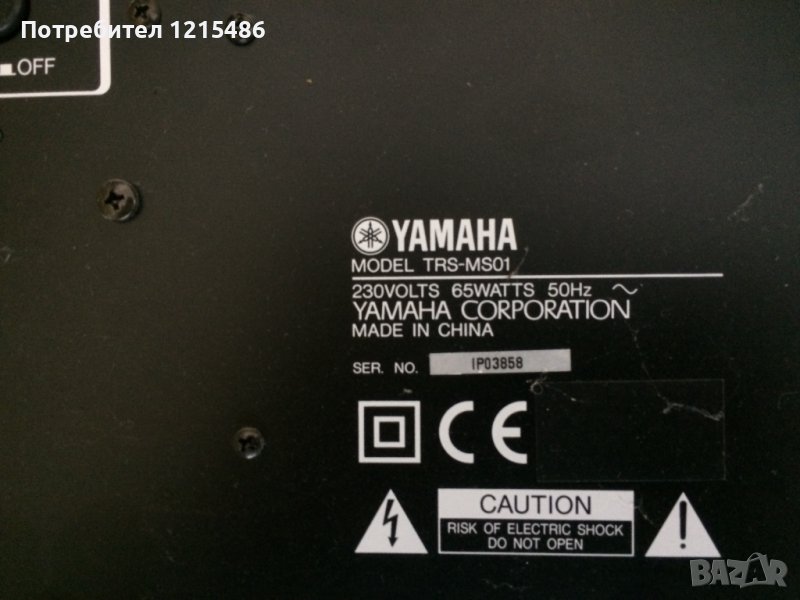 Потребител 1215486
OFF
YAMAHA
MODEL TRS-MS01
230VOLTS 65WATTS 50Hz ~
YAMAHA CORPORATION
MADE IN CHINA
SER. NO. IP03858
CE
CAUTION
RISK OF ELECTRIC SHOCK
DO NOT OPEN
BAZAR